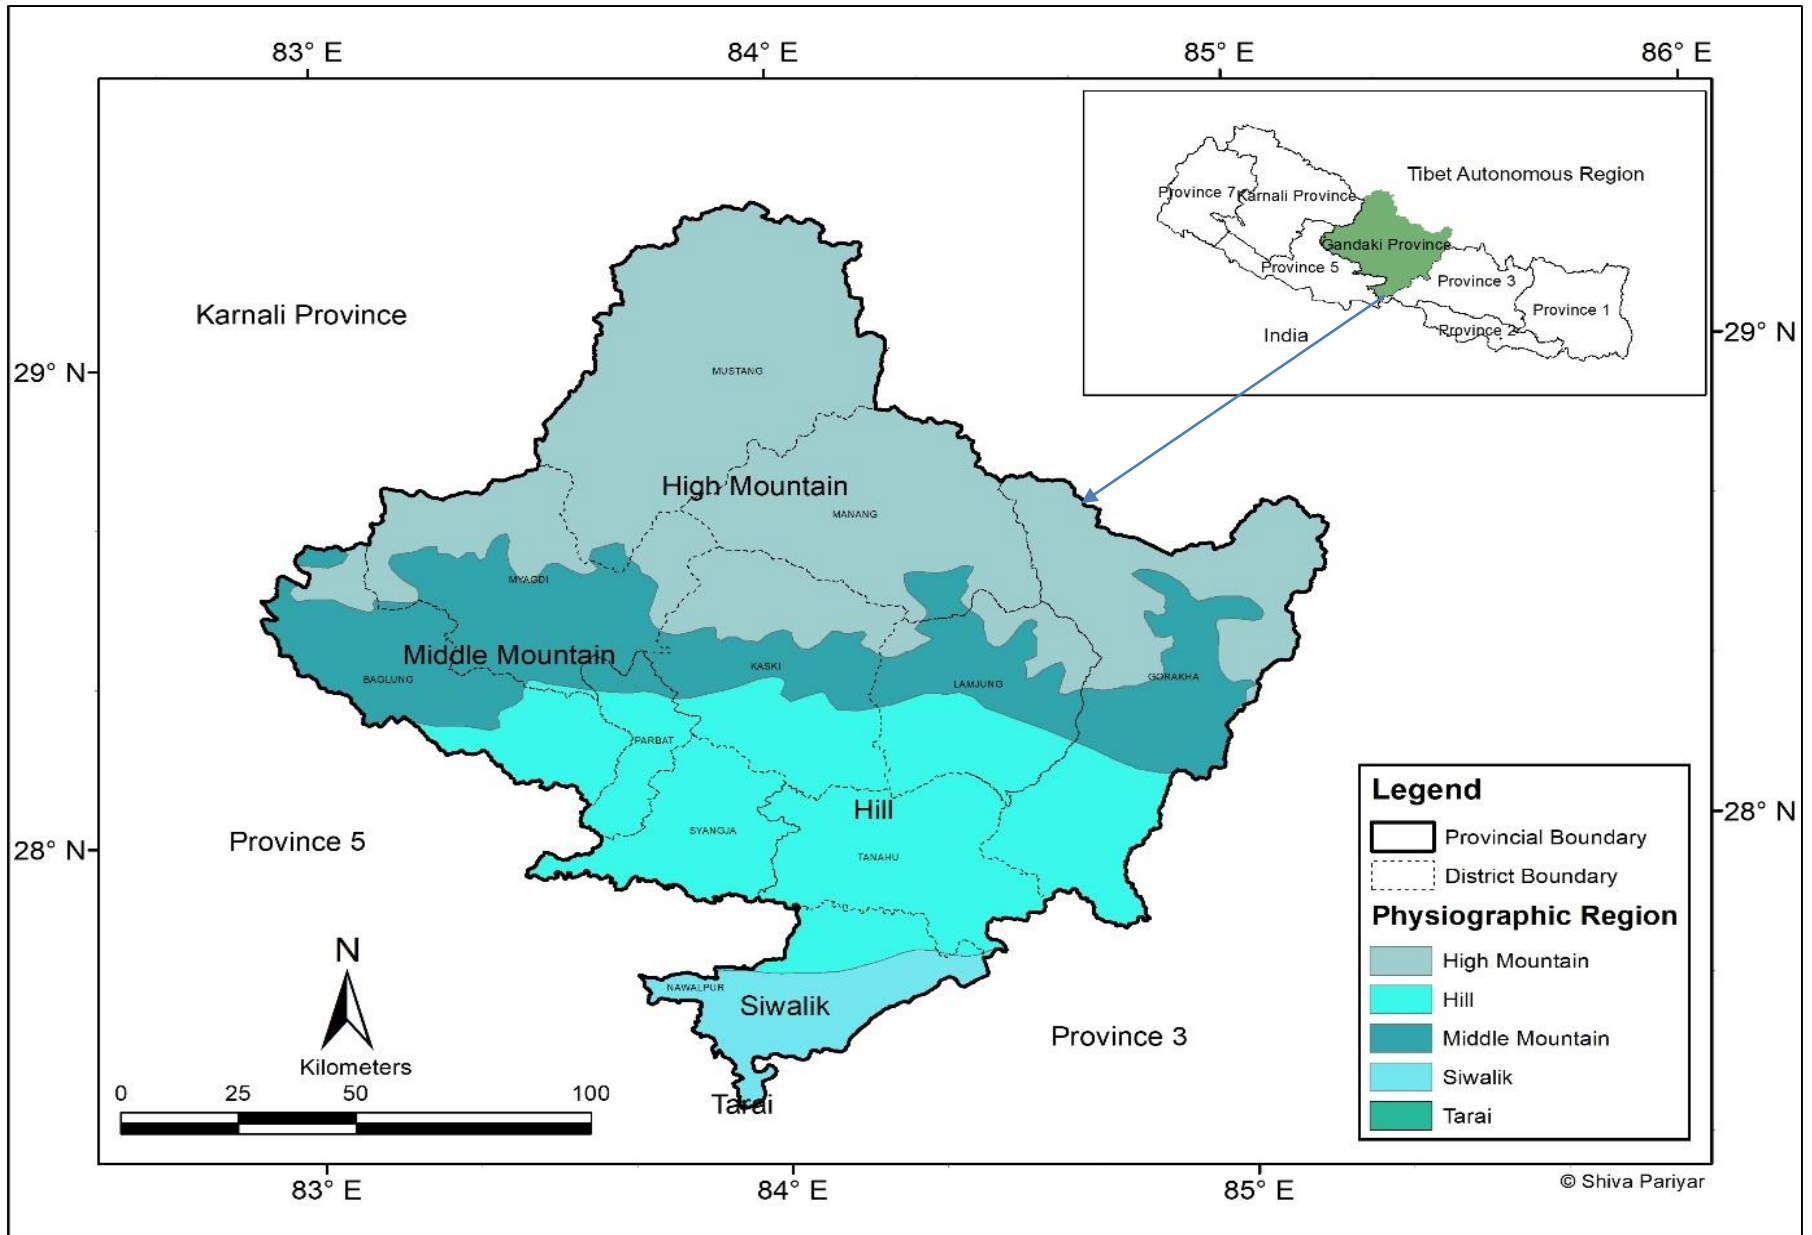 83° E
84° E
85° E
86° E
Tibet Autonomous Region
Province 7
Karnali Province
Gandaki Province
Province 5
Province 3
Province 1
Province 2
India
Karnali Province
29° N
29° N
MUSTANG
High Mountain
MANANG
MYAGDI
Middle Mountain
BAGLUNG
KASKI
LAMJUNG
GORAKHA
PARBAT
Hill
SYANGJA
TANAHU
Province 5
28° N
28° N
NAWALPUR
Siwalik
Province 3
Tarai
N
Kilometers
0
25
50
100
Legend
Provincial Boundary
District Boundary
Physiographic Region
High Mountain
Hill
Middle Mountain
Siwalik
Tarai
83° E
84° E
85° E
© Shiva Pariyar